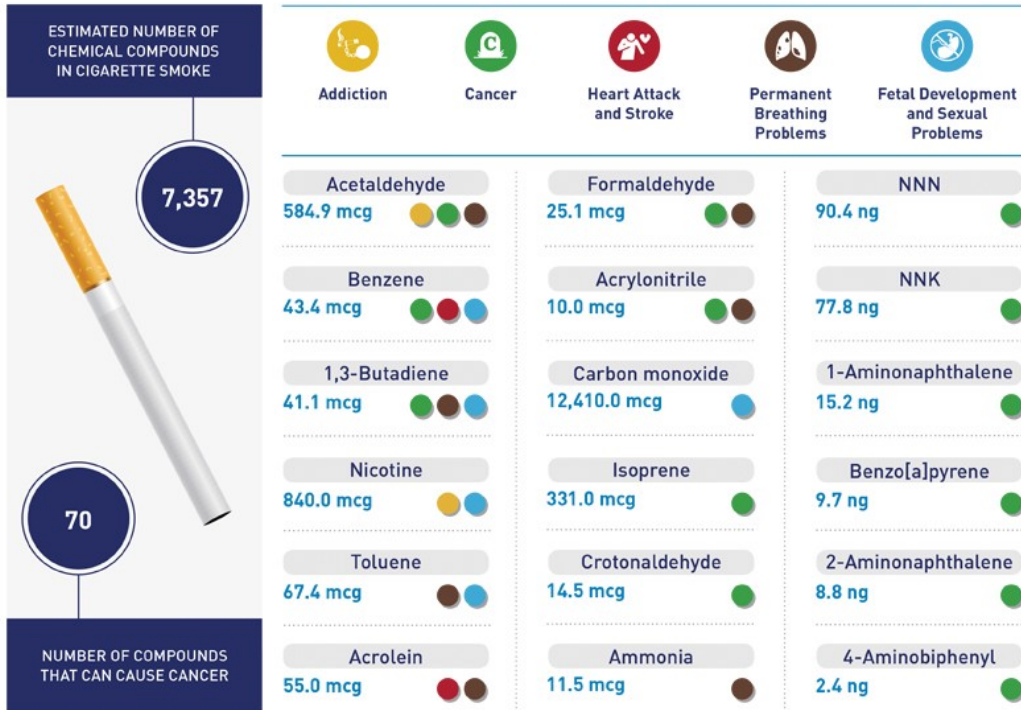 ESTIMATED NUMBER OF
CHEMICAL COMPOUNDS
IN CIGARETTE SMOKE
7,357
70
NUMBER OF COMPOUNDS
THAT CAN CAUSE CANCER
C
Addiction
Cancer
Heart Attack
and Stroke
Permanent
Breathing
Problems
Fetal Development
and Sexual
Problems
Acetaldehyde
584.9 mcg
Benzene
43.4 mcg
1,3-Butadiene
41.1 mcg
Nicotine
840.0 mcg
Toluene
67.4 mcg
Acrolein
55.0 mcg
Formaldehyde
25.1 mcg
Acrylonitrile
10.0 mcg
Carbon monoxide
12,410.0 mcg
Isoprene
331.0 mcg
Crotonaldehyde
14.5 mcg
Ammonia
11.5 mcg
NNN
90.4 ng
NNK
77.8 ng
1-Aminonaphthalene
15.2 ng
Benzo[a]pyrene
9.7 ng
2-Aminonaphthalene
8.8 ng
4-Aminobiphenyl
2.4 ng